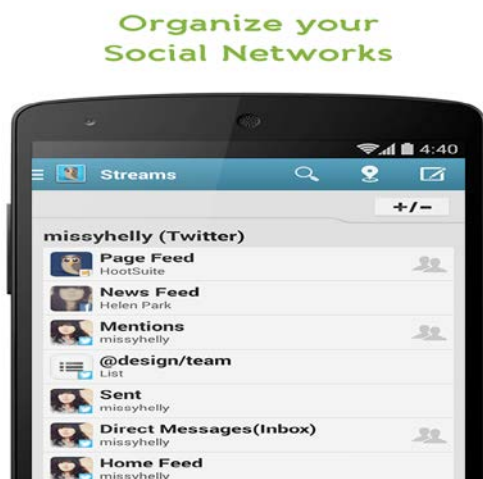 Organize your
Social Networks
4:40
Streams
+/-
missyhelly (Twitter)
Page Feed
HootSuite
News Feed
Helen Park
Mentions
missyhelly
@design/team
List
Sent
missyhelly
Direct Messages(Inbox)
missyhelly
Home Feed
missyhelly